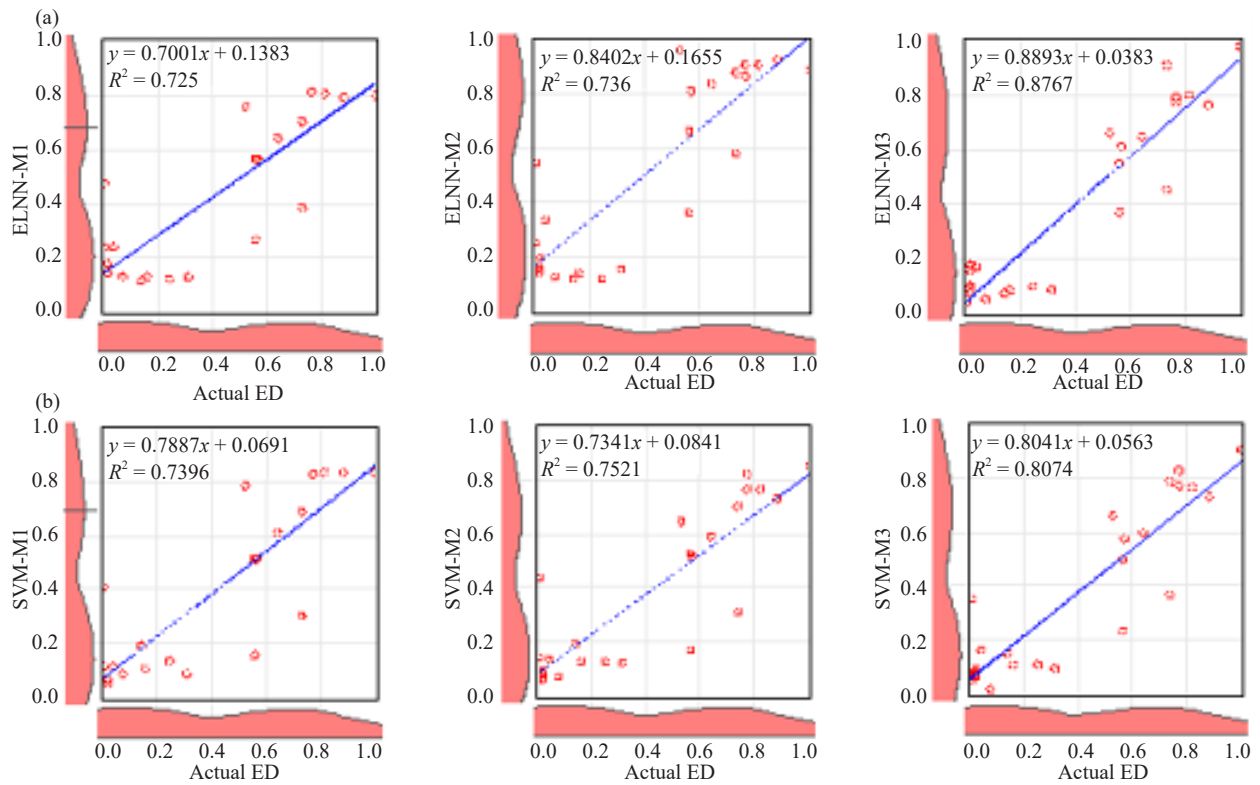 (a)
y = 0.7001x + 0.1383
R² = 0.725
ELNN-M1
1.0
0.8
0.6
0.4
0.2
0.0
0.0 0.2 0.4 0.6 0.8 1.0
Actual ED
y = 0.8402x + 0.1655
R² = 0.736
ELNN-M2
1.0
0.8
0.6
0.4
0.2
0.0
0.0 0.2 0.4 0.6 0.8 1.0
Actual ED
y = 0.8893x + 0.0383
R² = 0.8767
ELNN-M3
1.0
0.8
0.6
0.4
0.2
0.0
0.0 0.2 0.4 0.6 0.8 1.0
Actual ED
(b)
y = 0.7887x + 0.0691
R² = 0.7396
SVM-M1
1.0
0.8
0.6
0.4
0.2
0.0
0.0 0.2 0.4 0.6 0.8 1.0
Actual ED
y = 0.7341x + 0.0841
R² = 0.7521
SVM-M2
1.0
0.8
0.6
0.4
0.2
0.0
0.0 0.2 0.4 0.6 0.8 1.0
Actual ED
y = 0.8041x + 0.0563
R² = 0.8074
SVM-M3
1.0
0.8
0.6
0.4
0.2
0.0
0.0 0.2 0.4 0.6 0.8 1.0
Actual ED